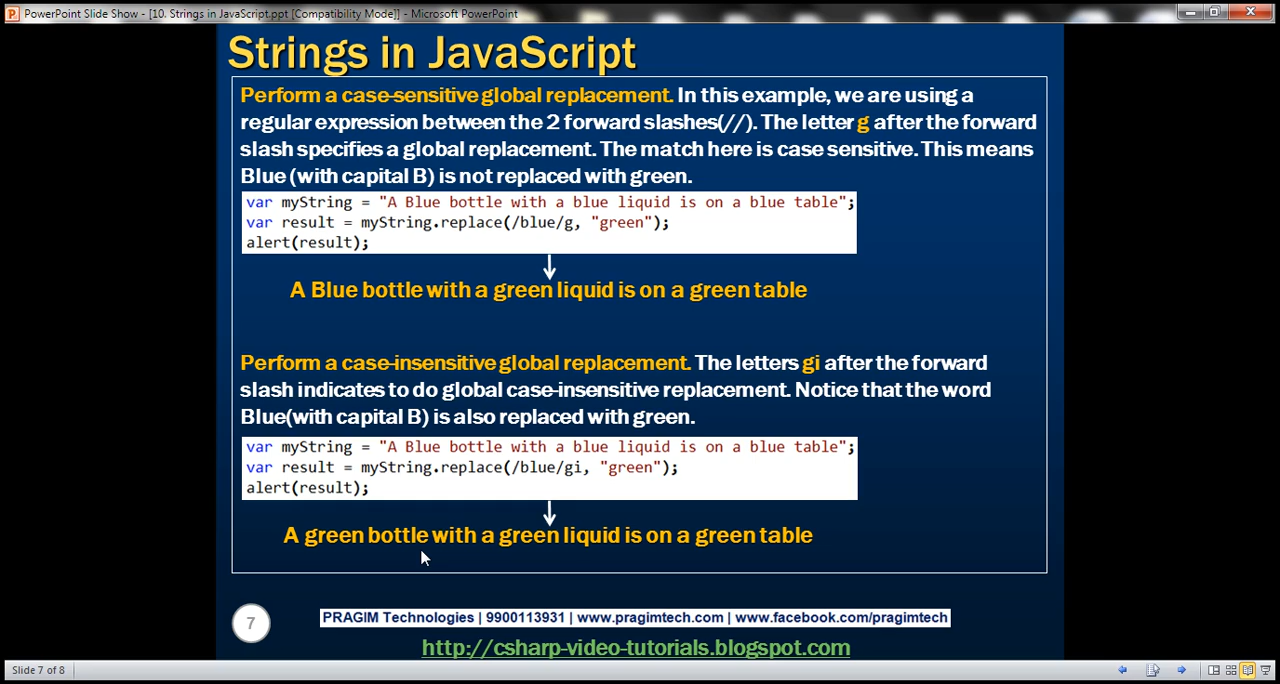 PowerPoint Slide Show - [10. Strings in JavaScript.ppt [Compatibility Mode]] - Microsoft PowerPoint
Strings in JavaScript
Perform a case-sensitive global replacement. In this example, we are using a
regular expression between the 2 forward slashes(//). The letter g after the forward
slash specifies a global replacement. The match here is case sensitive. This means
Blue (with capital B) is not replaced with green.
var myString = "A Blue bottle with a blue liquid is on a blue table";
var result = myString.replace(/blue/g, "green");
alert(result);
A Blue bottle with a green liquid is on a green table
Perform a case-insensitive global replacement. The letters gi after the forward
slash indicates to do global case-insensitive replacement. Notice that the word
Blue(with capital B) is also replaced with green.
var myString = "A Blue bottle with a blue liquid is on a blue table";
var result = myString.replace(/blue/gi, "green");
alert(result);
A green bottle with a green liquid is on a green table
7
PRAGIM Technologies | 9900113931 | www.pragimtech.com | www.facebook.com/pragimtech
http://csharp-video-tutorials.blogspot.com
Slide 7 of 8